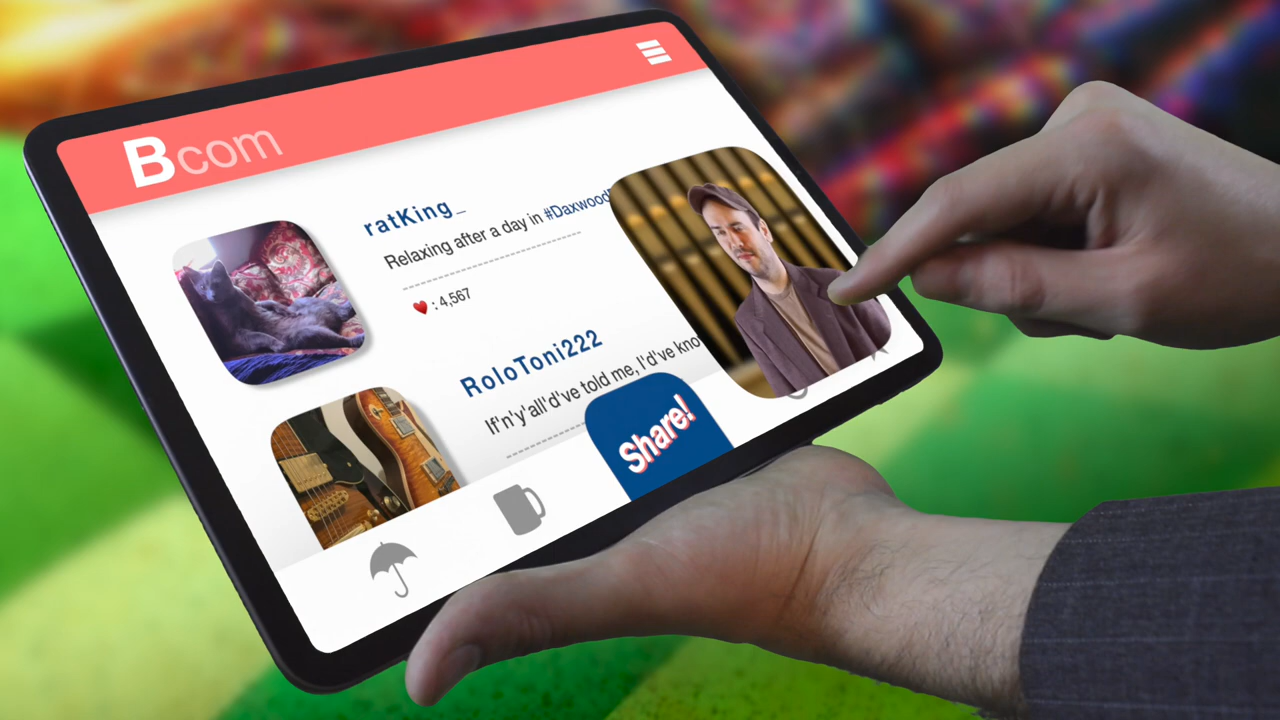 Bcom
ratKing_
Relaxing after a day in #Daxwood
❤: 4,567
RoloToni222
If'n'y'all'd've told me, I'd've kno
Share!